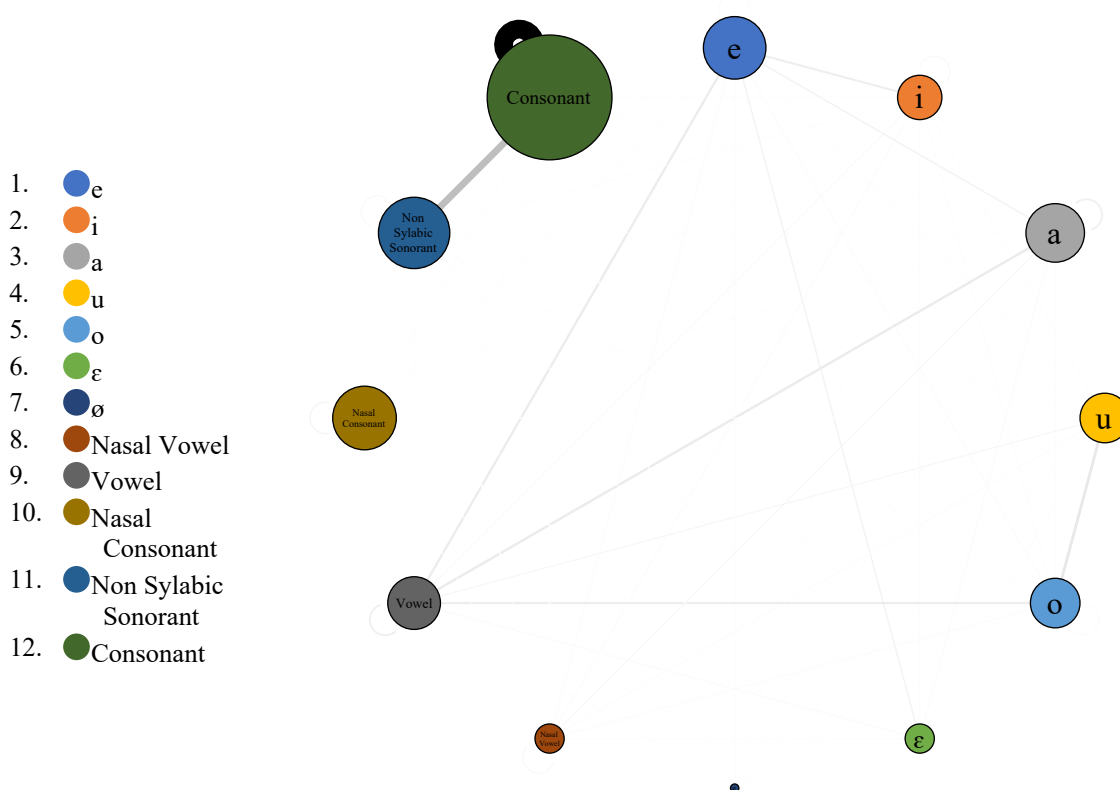 1. e
2. i
3. a
4. u
5. o
6. ε
7. ø
8. Nasal Vowel
9. Vowel
10. Nasal
Consonant
11. Non Sylabic
Sonorant
12. Consonant
e
Consonant
i
Non
Sylabic
Sonorant
a
Nasal
Consonant
u
Vowel
o
Nasal
Vowel
ε